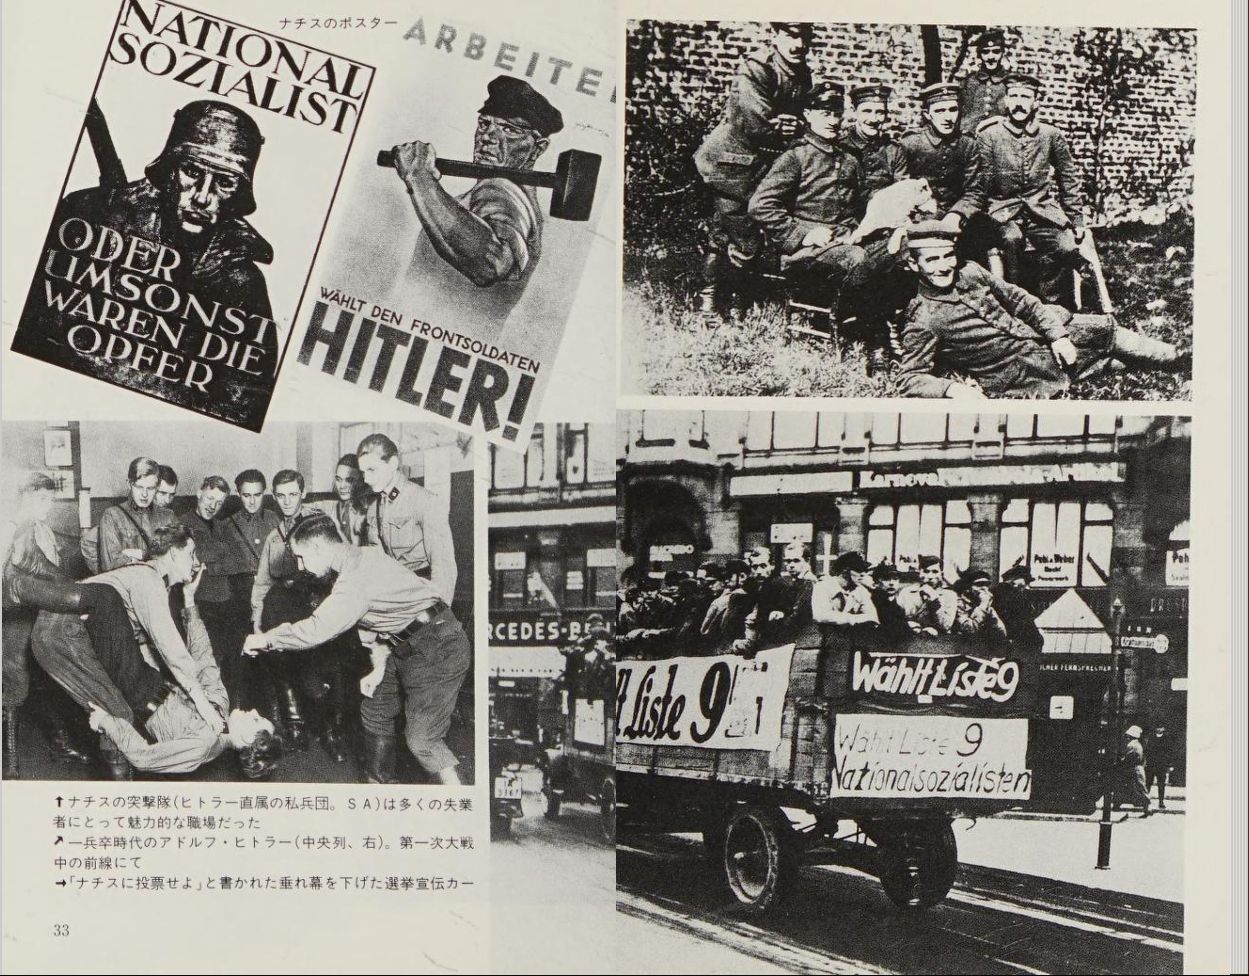 ナチスのポスター
NATIONAL
SOZIALIST
ODER
UMSONST
WAREN DIE
OPFER
ARBEITER
WÄHLT DEN FRONTSOLDATEN
HITLER!
RCEDES-BE
Karneval
Liste 9
Wählt Liste 9
Wählt Liste 9
Nationalsozialisten
↑ナチスの突撃隊(ヒトラー直属の私兵団。SA)は多くの失業
者にとって魅力的な職場だった
↗一兵卒時代のアドルフ・ヒトラー(中央列、右)。第一次大戦
中の前線にて
→「ナチスに投票せよ」と書かれた垂れ幕を下げた選挙宣伝カー
33